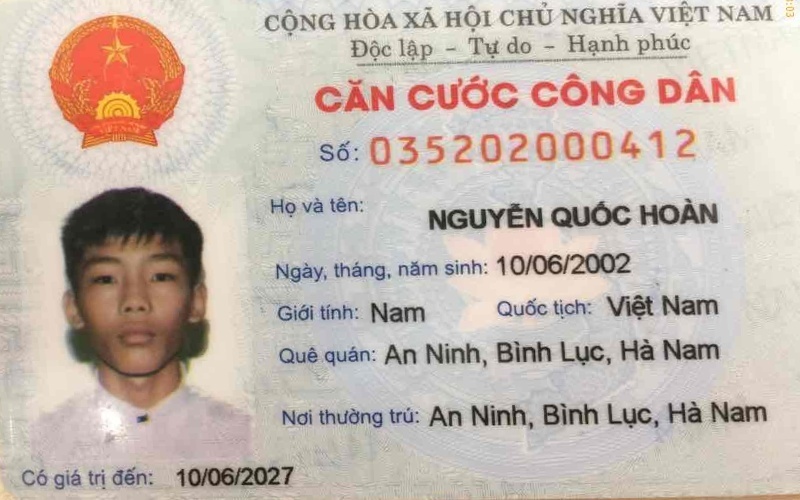 CỘNG HÒA XÃ HỘI CHỦ NGHĨA VIỆT NAM
Độc lập - Tự do - Hạnh phúc
CĂN CƯỚC CÔNG DÂN
Số: 035202000412
Họ và tên: NGUYỄN QUỐC HOÀN
Ngày, tháng, năm sinh: 10/06/2002
Giới tính: Nam Quốc tịch: Việt Nam
Quê quán: An Ninh, Bình Lục, Hà Nam
Nơi thường trú: An Ninh, Bình Lục, Hà Nam
Có giá trị đến: 10/06/2027